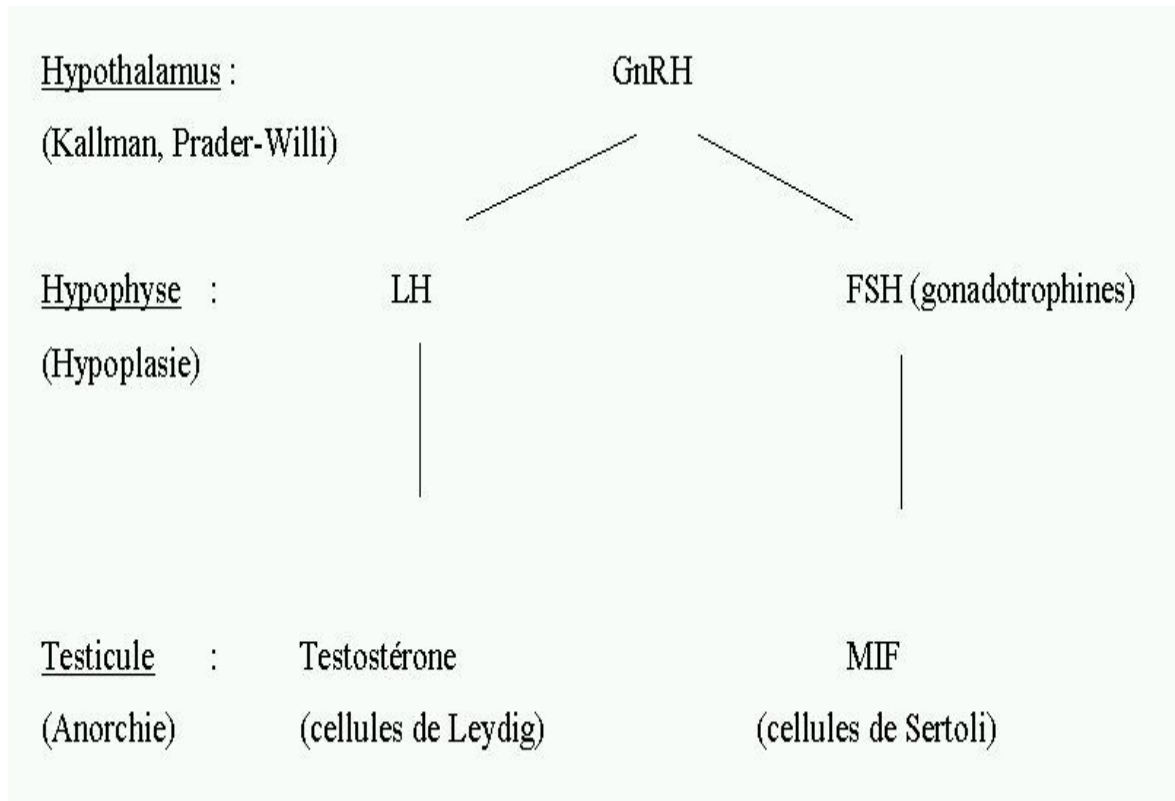 Hypothalamus : GnRH
(Kallman, Prader-Willi)
Hypophyse : LH FSH (gonadotrophines)
(Hypoplasie)
Testicule : Testostérone MIF
(Anorchie) (cellules de Leydig) (cellules de Sertoli)